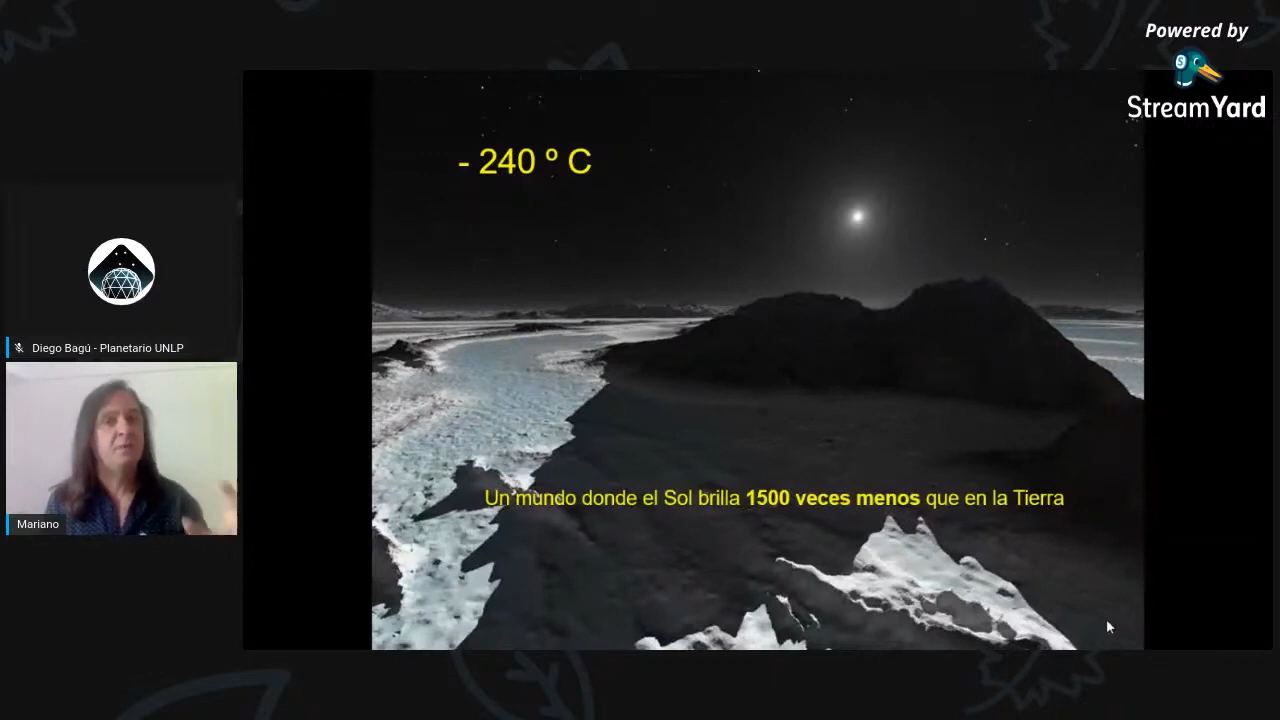 Powered by
StreamYard
- 240 º C
Diego Bagú - Planetario UNLP
Un mundo donde el Sol brilla 1500 veces menos que en la Tierra
Mariano